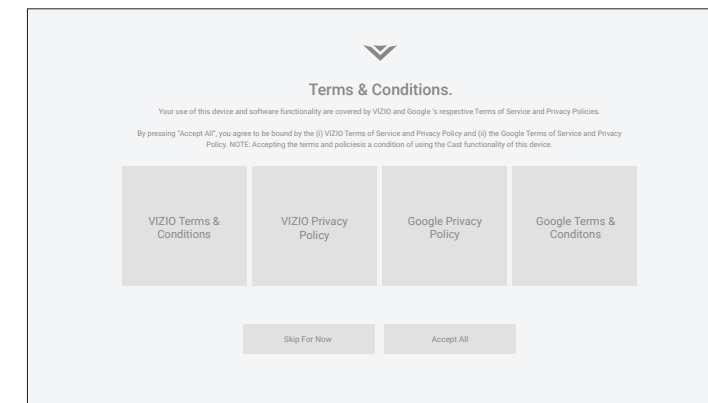 Terms & Conditions.
Your use of this device and software functionality are covered by VIZIO and Google 's respective Terms of Service and Privacy Policies.
By pressing "Accept All", you agree to be bound by the (i) VIZIO Terms of Service and Privacy Policy and (ii) the Google Terms of Service and Privacy
Policy. NOTE: Accepting the terms and policiesis a condition of using the Cast functionality of this device.
VIZIO Terms &
Conditions
VIZIO Privacy
Policy
Google Privacy
Policy
Google Terms &
Conditons
Skip For Now
Accept All